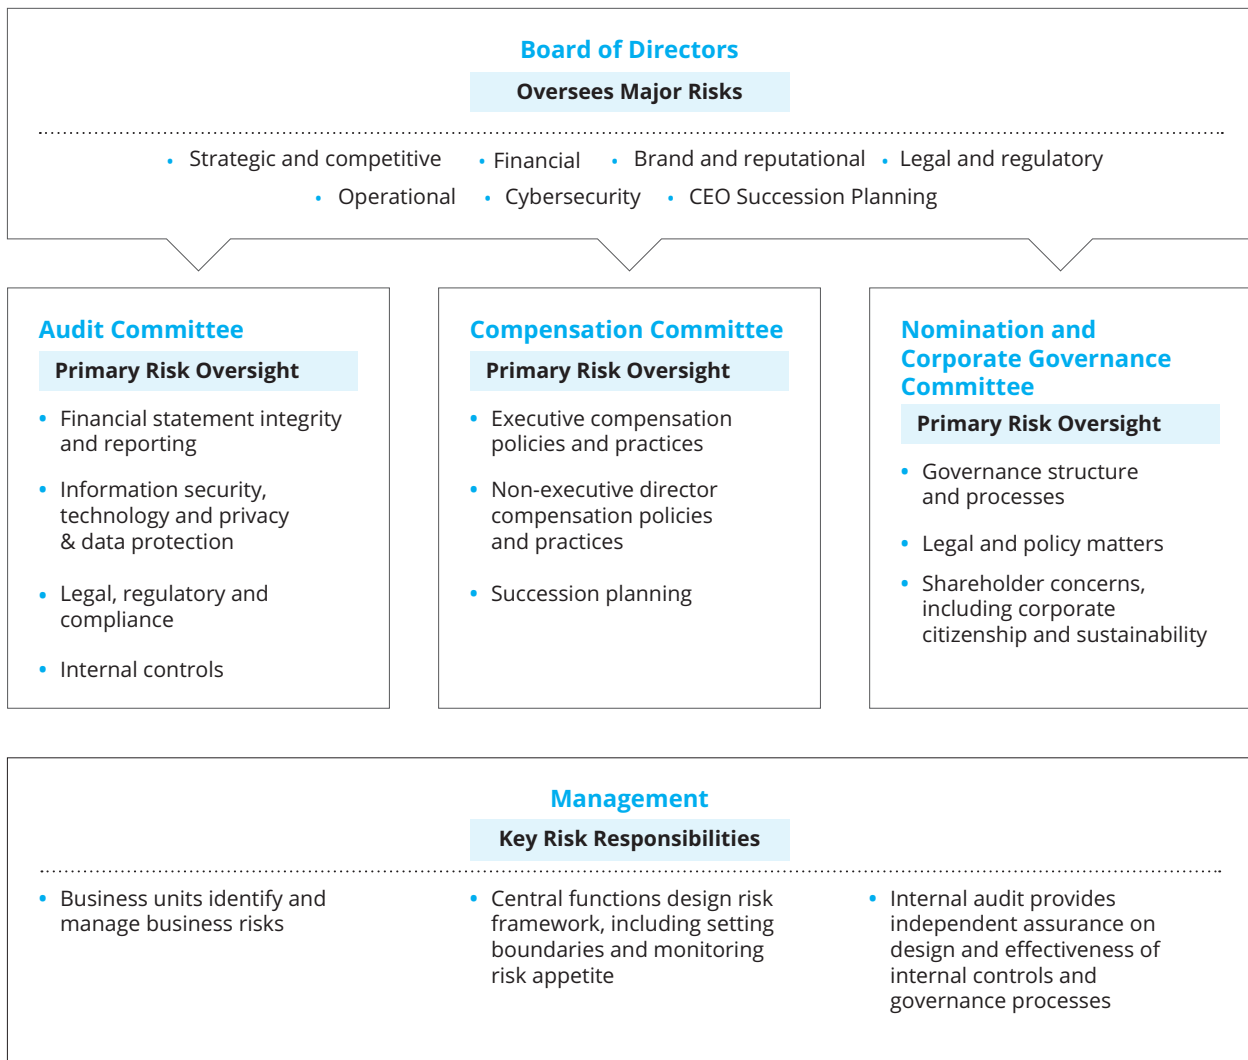 Board of Directors
Oversees Major Risks
• Strategic and competitive • Financial • Brand and reputational • Legal and regulatory
• Operational • Cybersecurity • CEO Succession Planning
Audit Committee
Primary Risk Oversight
• Financial statement integrity
and reporting
• Information security,
technology and privacy
& data protection
• Legal, regulatory and
compliance
• Internal controls
Compensation Committee
Primary Risk Oversight
• Executive compensation
policies and practices
• Non-executive director
compensation policies
and practices
• Succession planning
Nomination and
Corporate Governance
Committee
Primary Risk Oversight
• Governance structure
and processes
• Legal and policy matters
• Shareholder concerns,
including corporate
citizenship and sustainability
Management
Key Risk Responsibilities
• Business units identify and
manage business risks
• Central functions design risk
framework, including setting
boundaries and monitoring
risk appetite
• Internal audit provides
independent assurance on
design and effectiveness of
internal controls and
governance processes